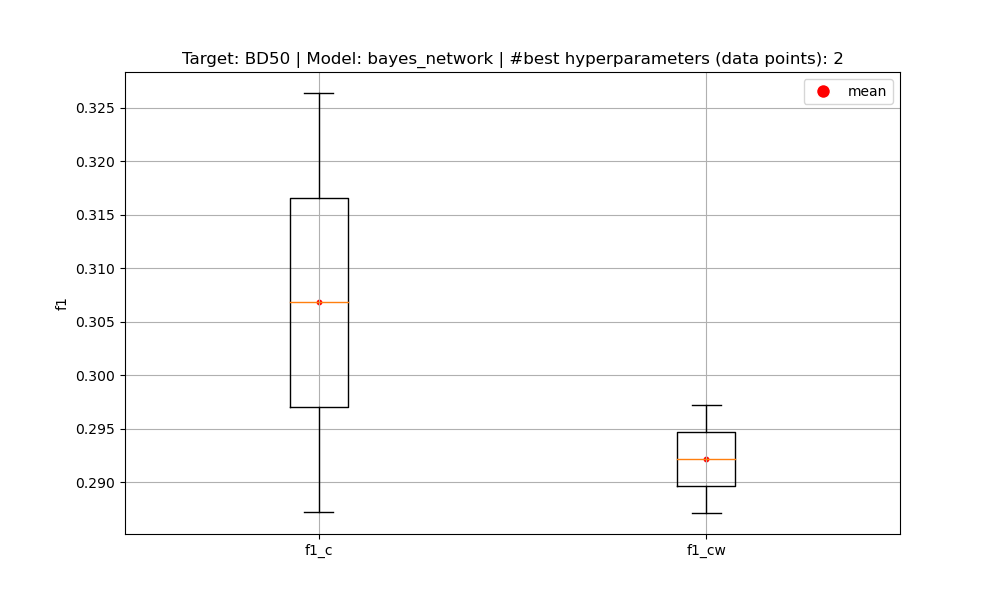 Target: BD50 | Model: bayes_network | #best hyperparameters (data points): 2
mean
0.325
0.320
0.315
0.310
0.305
0.300
0.295
0.290
f1
f1_c
f1_cw